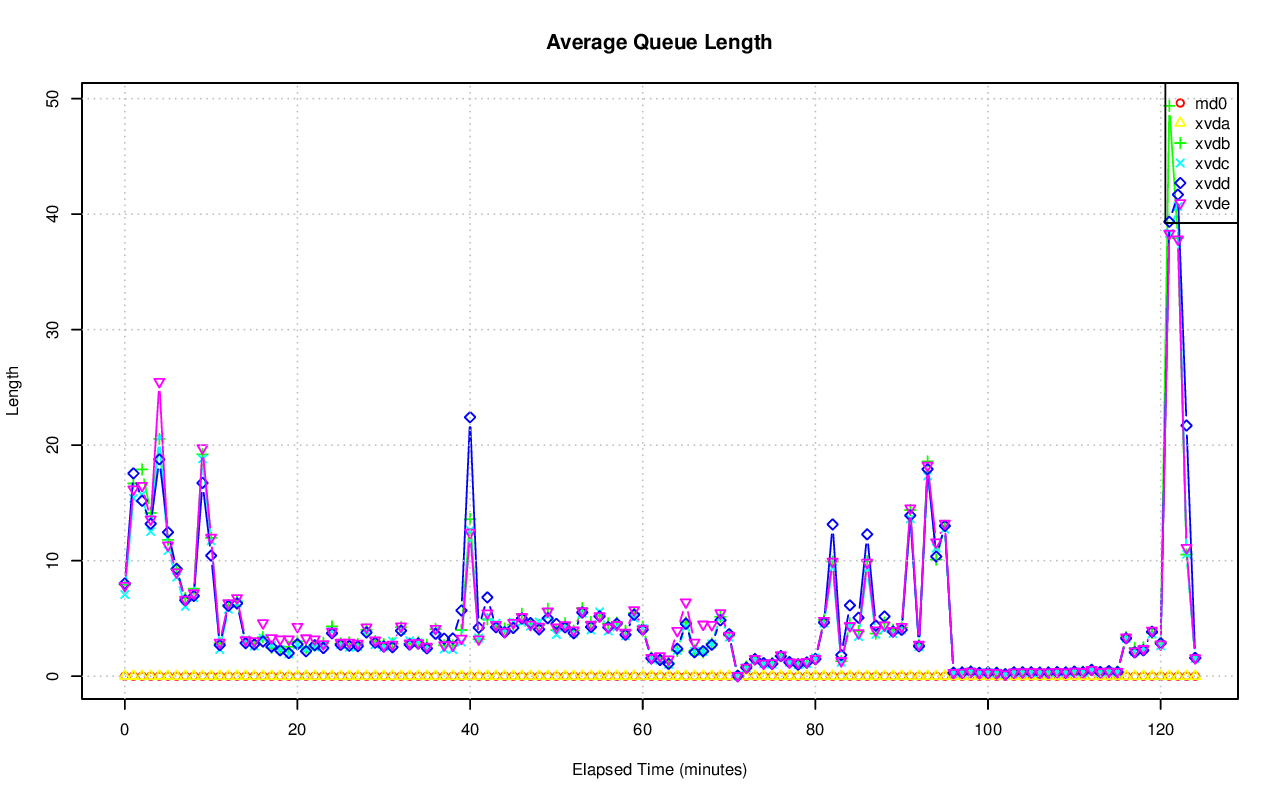 Average Queue Length
50
40
30
20
10
0
Length
md0
xvda
xvdb
xvdc
xvdd
xvde
0 20 40 60 80 100 120
Elapsed Time (minutes)